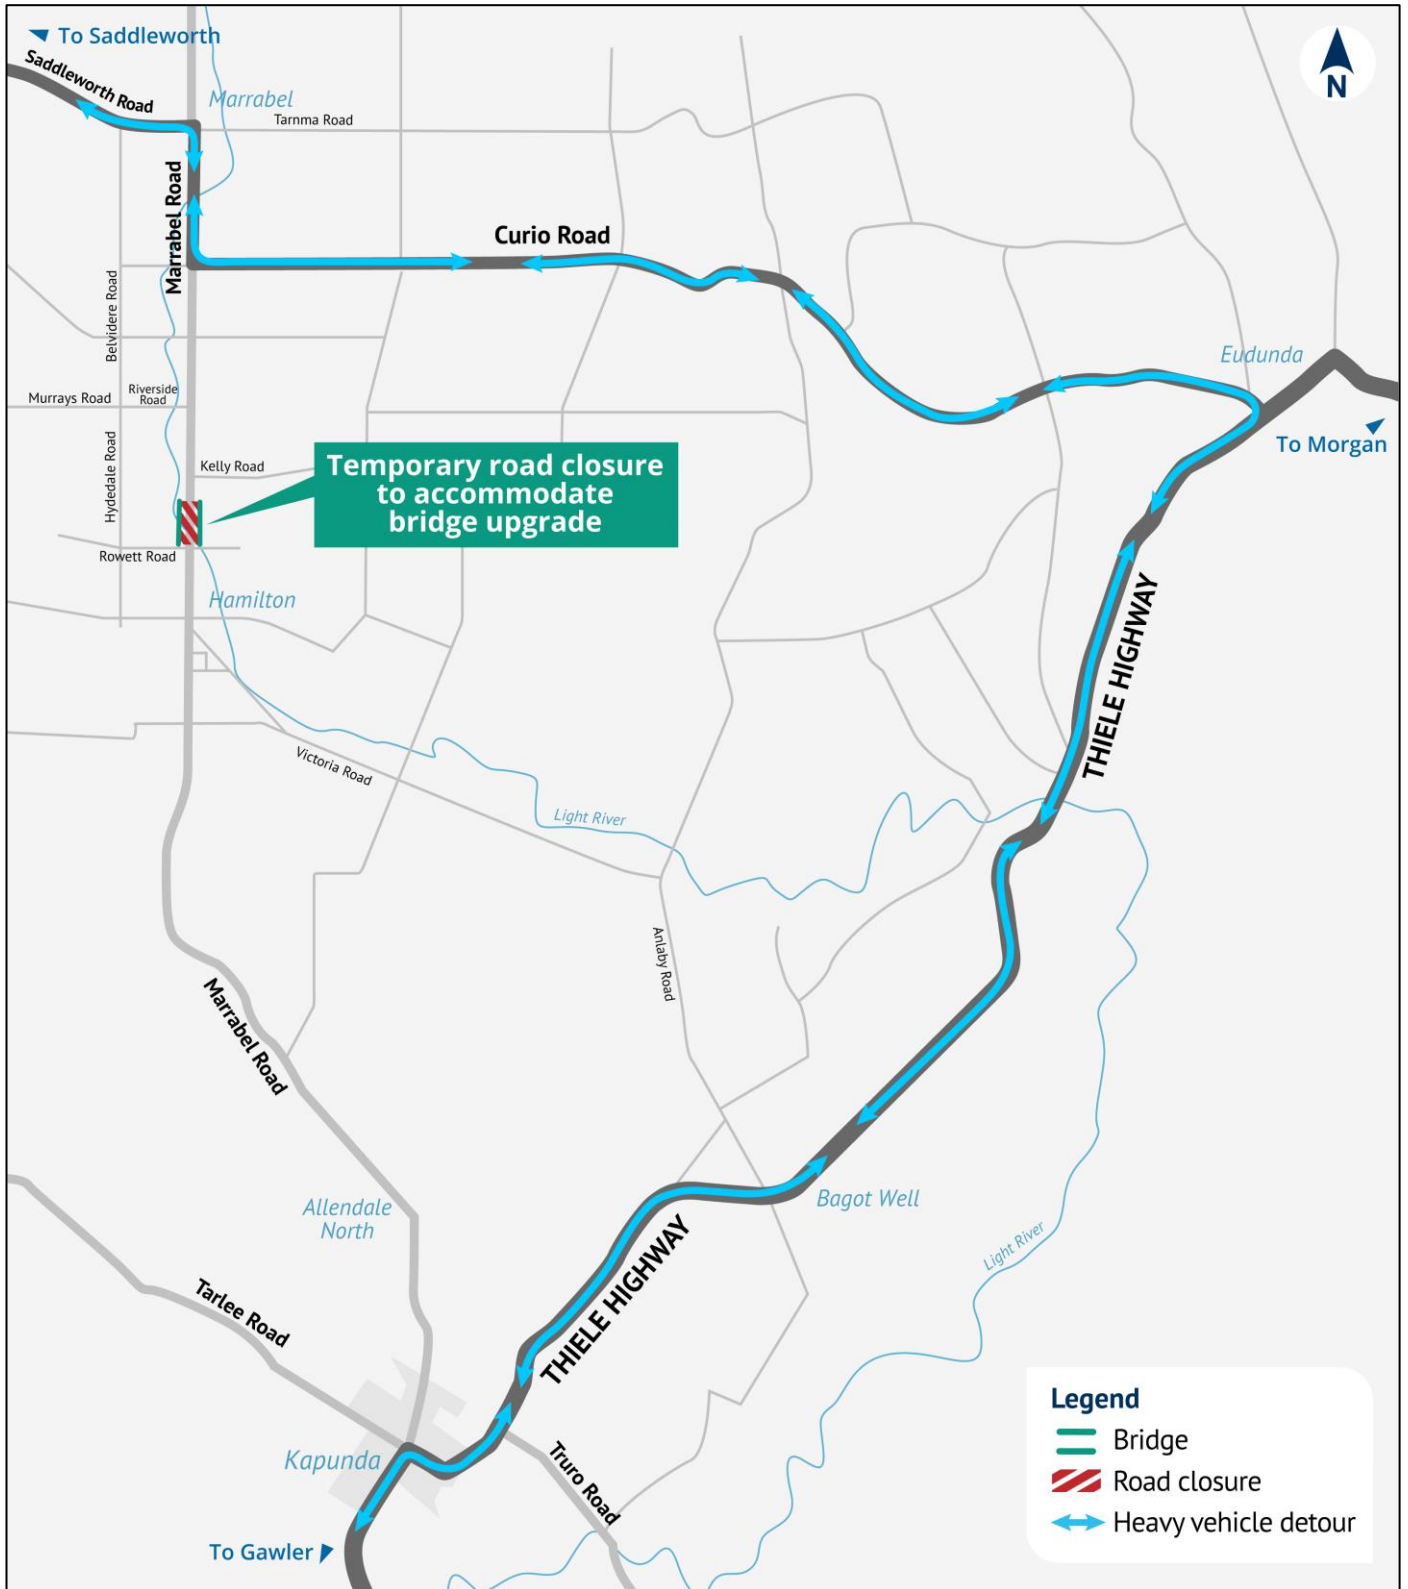 To Saddleworth
Saddleworth Road
N
Marrabel
Tarnma Road
Marrabel Road
Curio Road
Belvidere Road
Eudunda
Murrays Road
Riverside
Road
To Morgan
Hydedale Road
Kelly Road
Temporary road closure
to accommodate
bridge upgrade
Rowett Road
Hamilton
THIELE HIGHWAY
Victoria Road
Light River
Anlaby Road
Marrabel Road
Bagot Well
Allendale
North
Light River
THIELE HIGHWAY
Tarlee Road
Kapunda
Truro Road
To Gawler
Legend
Bridge
Road closure
Heavy vehicle detour